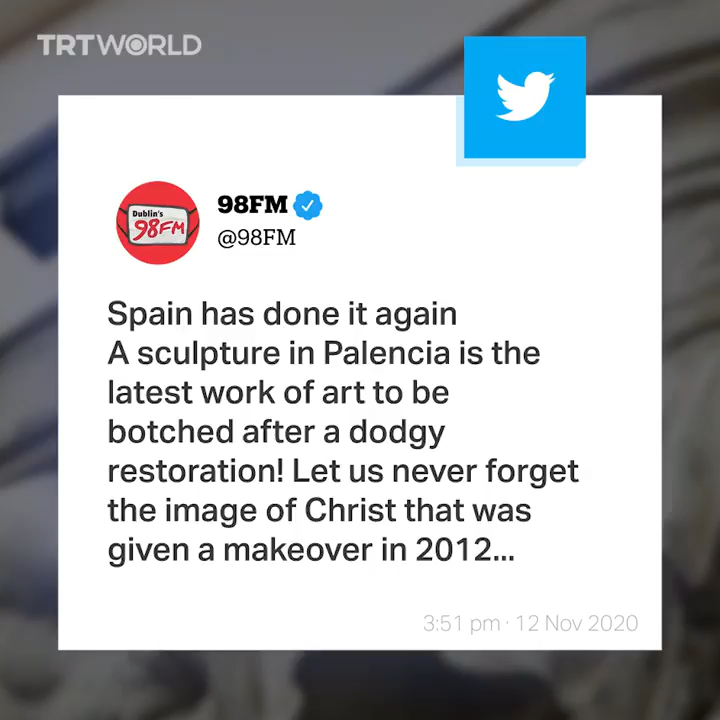 TRTWORLD
Dublin's
98FM
98FM
@98FM
Spain has done it again
A sculpture in Palencia is the
latest work of art to be
botched after a dodgy
restoration! Let us never forget
the image of Christ that was
given a makeover in 2012...
3:51 pm · 12 Nov 2020